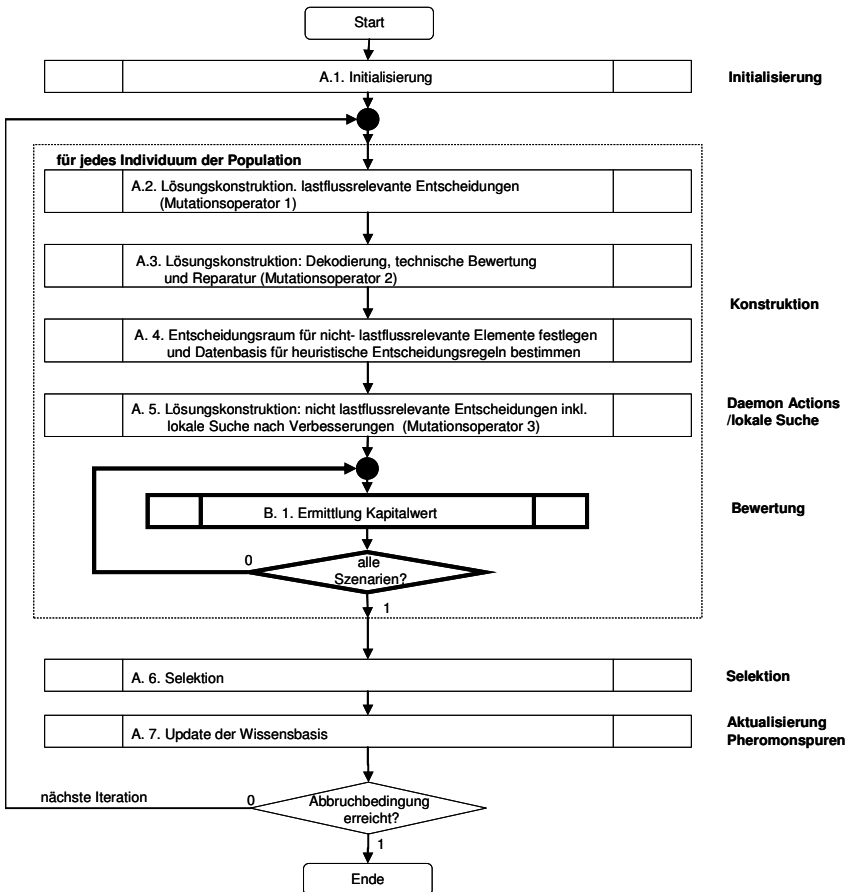 Start
A.1. Initialisierung
Initialisierung
für jedes Individuum der Population
A.2. Lösungskonstruktion. lastflussrelevante Entscheidungen
(Mutationsoperator 1)
A.3. Lösungskonstruktion: Dekodierung, technische Bewertung
und Reparatur (Mutationsoperator 2)
Konstruktion
A. 4. Entscheidungsraum für nicht- lastflussrelevante Elemente festlegen
und Datenbasis für heuristische Entscheidungsregeln bestimmen
A. 5. Lösungskonstruktion: nicht lastflussrelevante Entscheidungen inkl.
lokale Suche nach Verbesserungen (Mutationsoperator 3)
Daemon Actions
/lokale Suche
B. 1. Ermittlung Kapitalwert
Bewertung
0
alle
Szenarien?
1
A. 6. Selektion
Selektion
A. 7. Update der Wissensbasis
Aktualisierung
Pheromonspuren
nächste Iteration
0
Abbruchbedingung
erreicht?
1
Ende